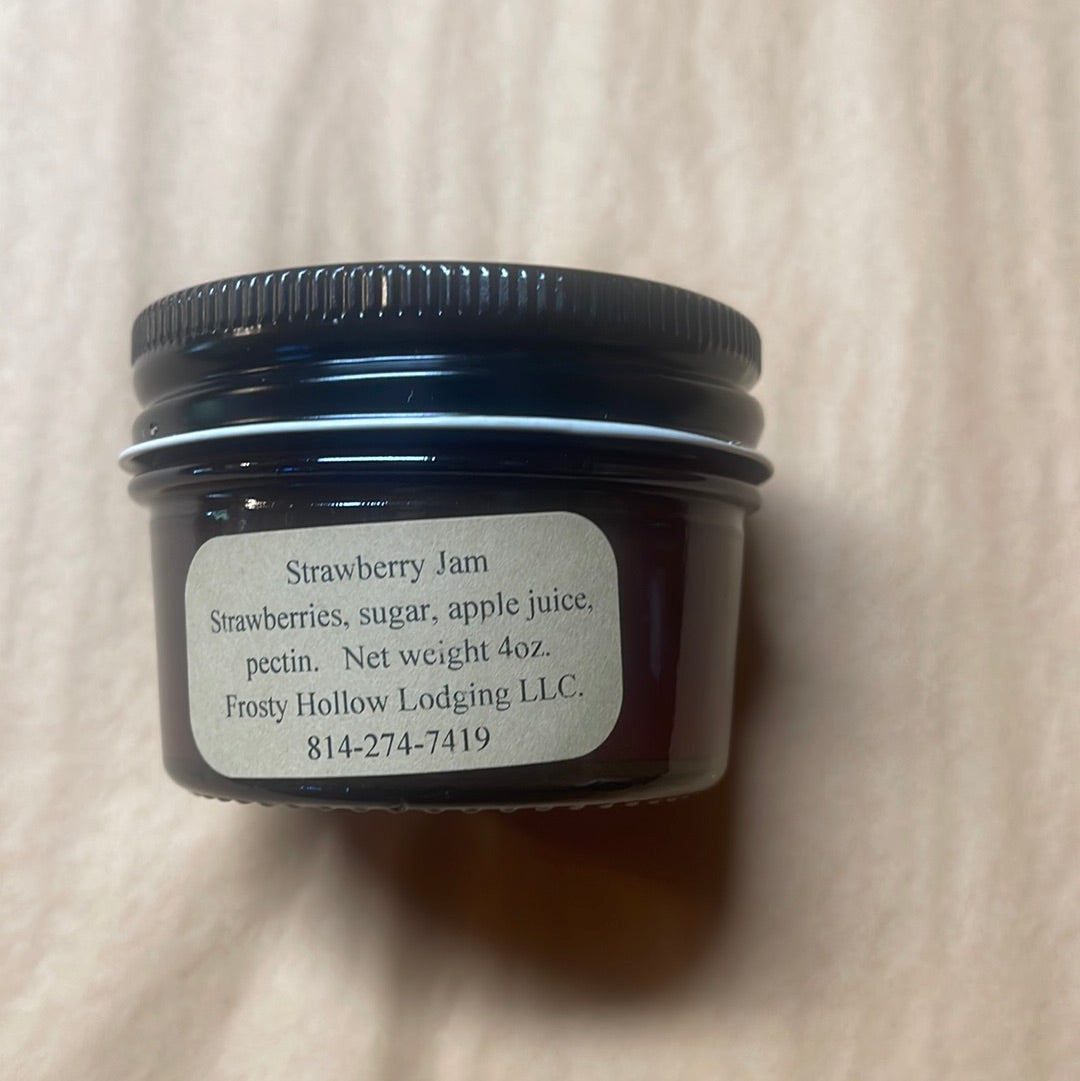 Strawberry Jam
Strawberries, sugar, apple juice,
pectin. Net weight 4oz.
Frosty Hollow Lodging LLC.
814-274-7419